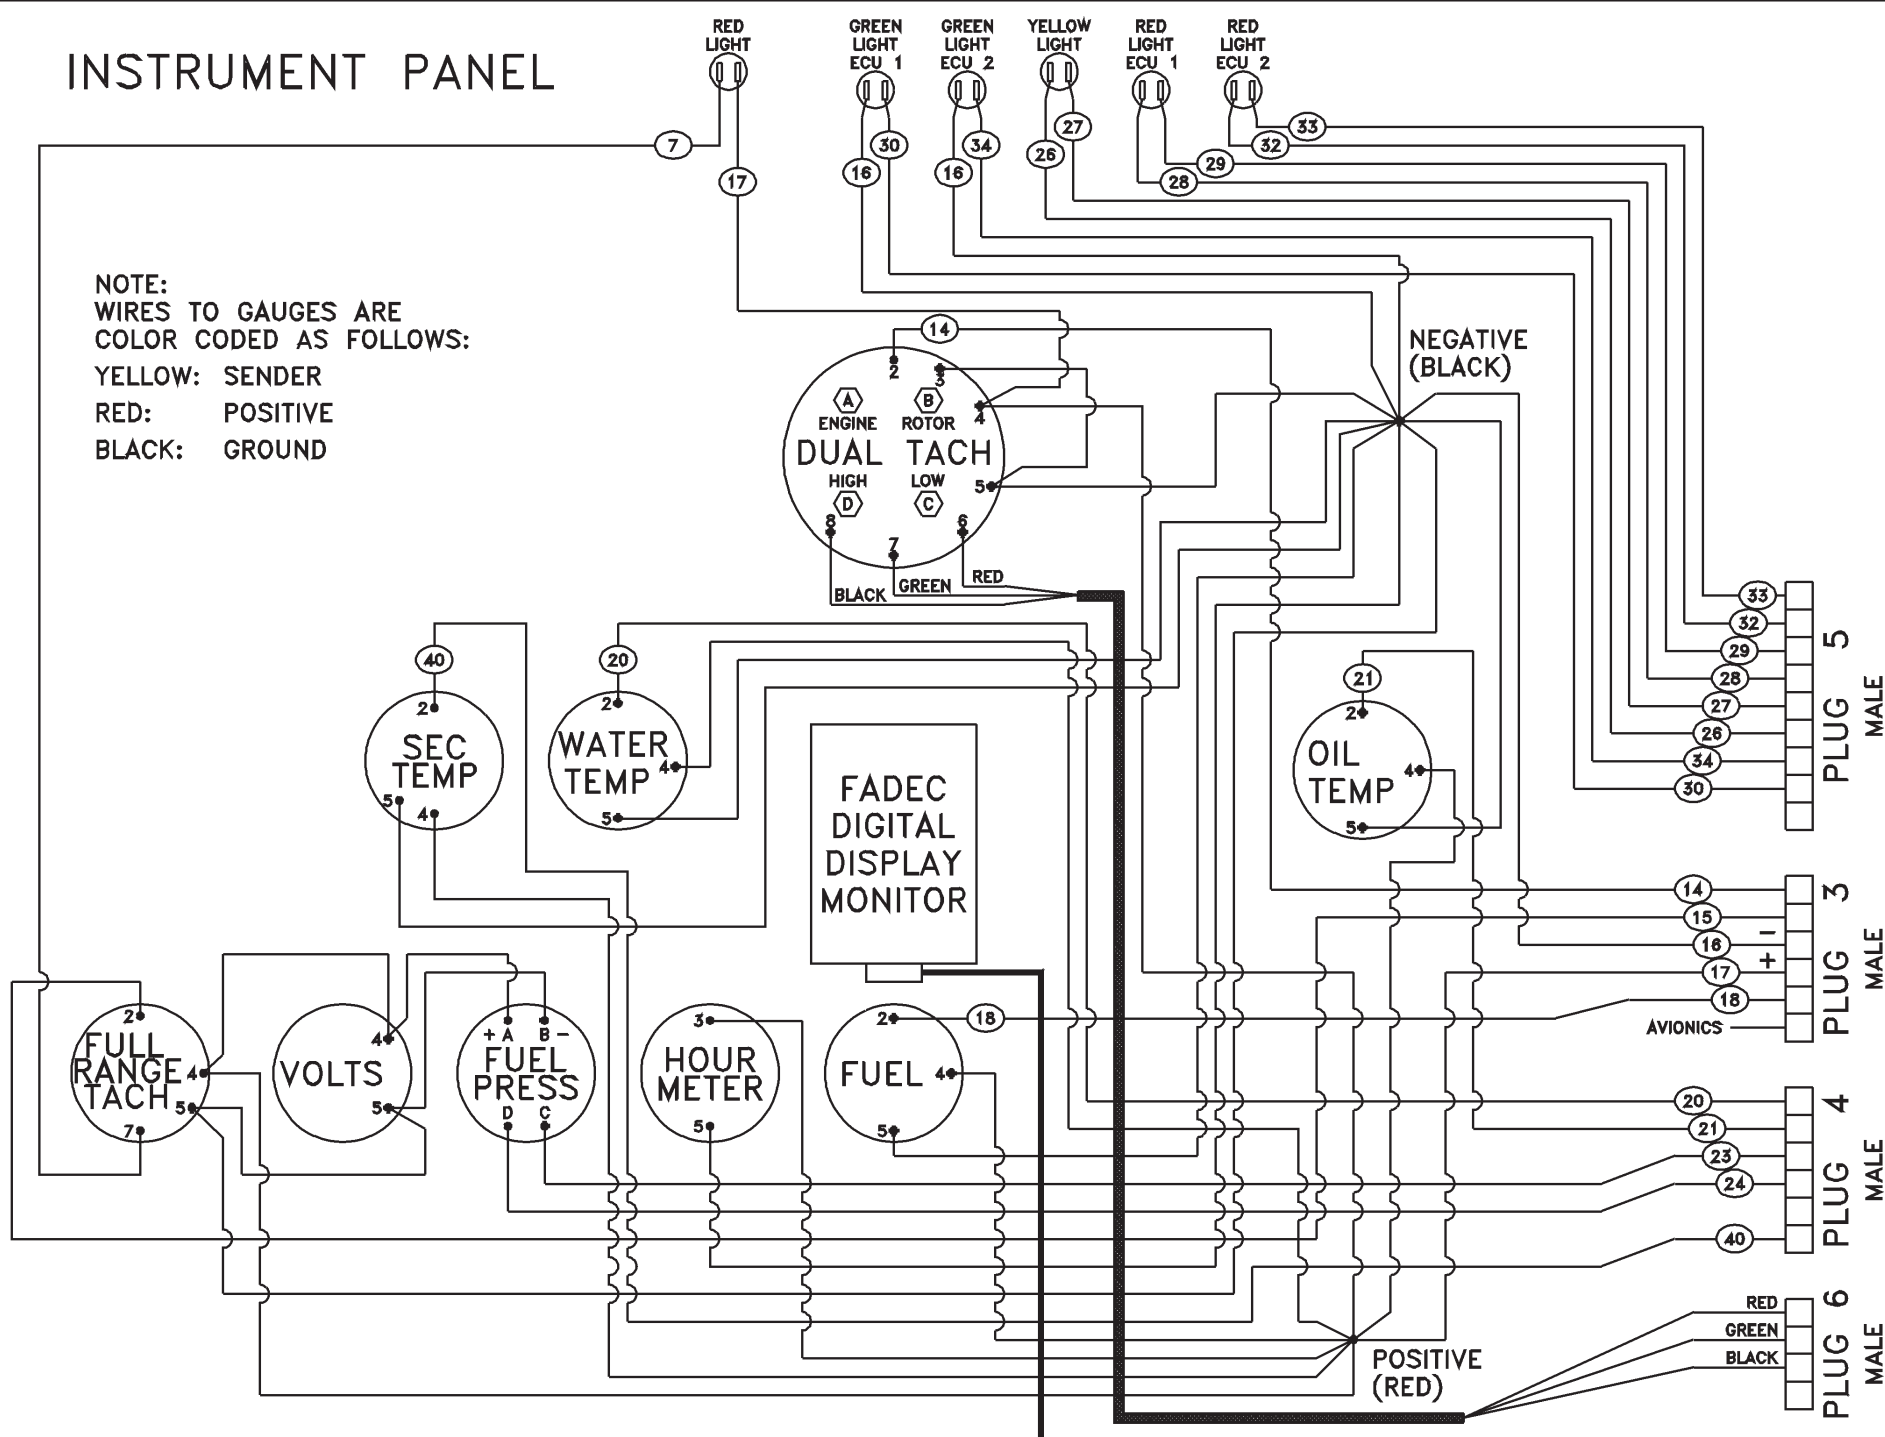 INSTRUMENT PANEL
RED
LIGHT
GREEN
LIGHT
ECU 1
GREEN
LIGHT
ECU 2
YELLOW
LIGHT
RED
LIGHT
ECU 1
RED
LIGHT
ECU 2
7
17
16
30
16
34
26
27
28
29
32
33
NOTE:
WIRES TO GAUGES ARE
COLOR CODED AS FOLLOWS:
YELLOW: SENDER
RED: POSITIVE
BLACK: GROUND
14
2
3
4
A
B
ENGINE ROTOR
DUAL TACH
HIGH LOW
D
C
5
8
7
6
BLACK
GREEN
RED
NEGATIVE
(BLACK)
40
2
SEC
TEMP
5
4
20
2
WATER
TEMP
4
5
FADEC
DIGITAL
DISPLAY
MONITOR
21
2
OIL
TEMP
4
5
33
32
29
28
27
26
34
30
PLUG 5
MALE
14
15
-
16
+
17
18
AVIONICS
PLUG 3
MALE
2
FULL
RANGE
TACH
4
5
7
VOLTS
4
5
+ A B -
FUEL
PRESS
D C
3
HOUR
METER
5
2
18
FUEL
4
5
20
21
23
24
40
PLUG 4
MALE
POSITIVE
(RED)
RED
GREEN
BLACK
PLUG 6
MALE